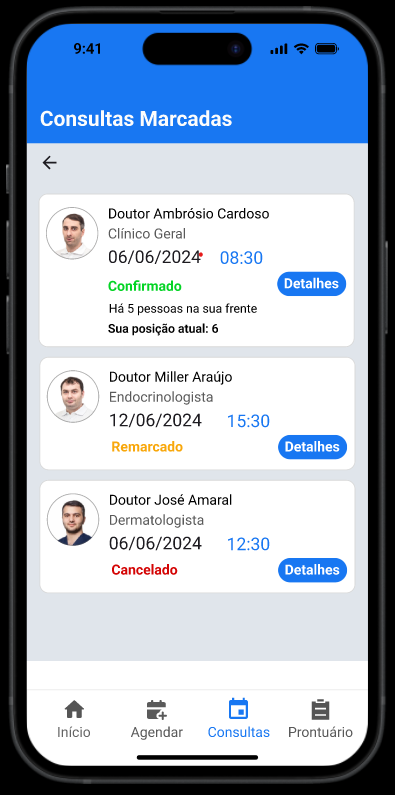 9:41
Consultas Marcadas
Doutor Ambrósio Cardoso
Clínico Geral
06/06/2024 08:30
Confirmado
Detalhes
Há 5 pessoas na sua frente
Sua posição atual: 6
Doutor Miller Araújo
Endocrinologista
12/06/2024 15:30
Remarcado
Detalhes
Doutor José Amaral
Dermatologista
06/06/2024 12:30
Cancelado
Detalhes
Início Agendar Consultas Prontuário